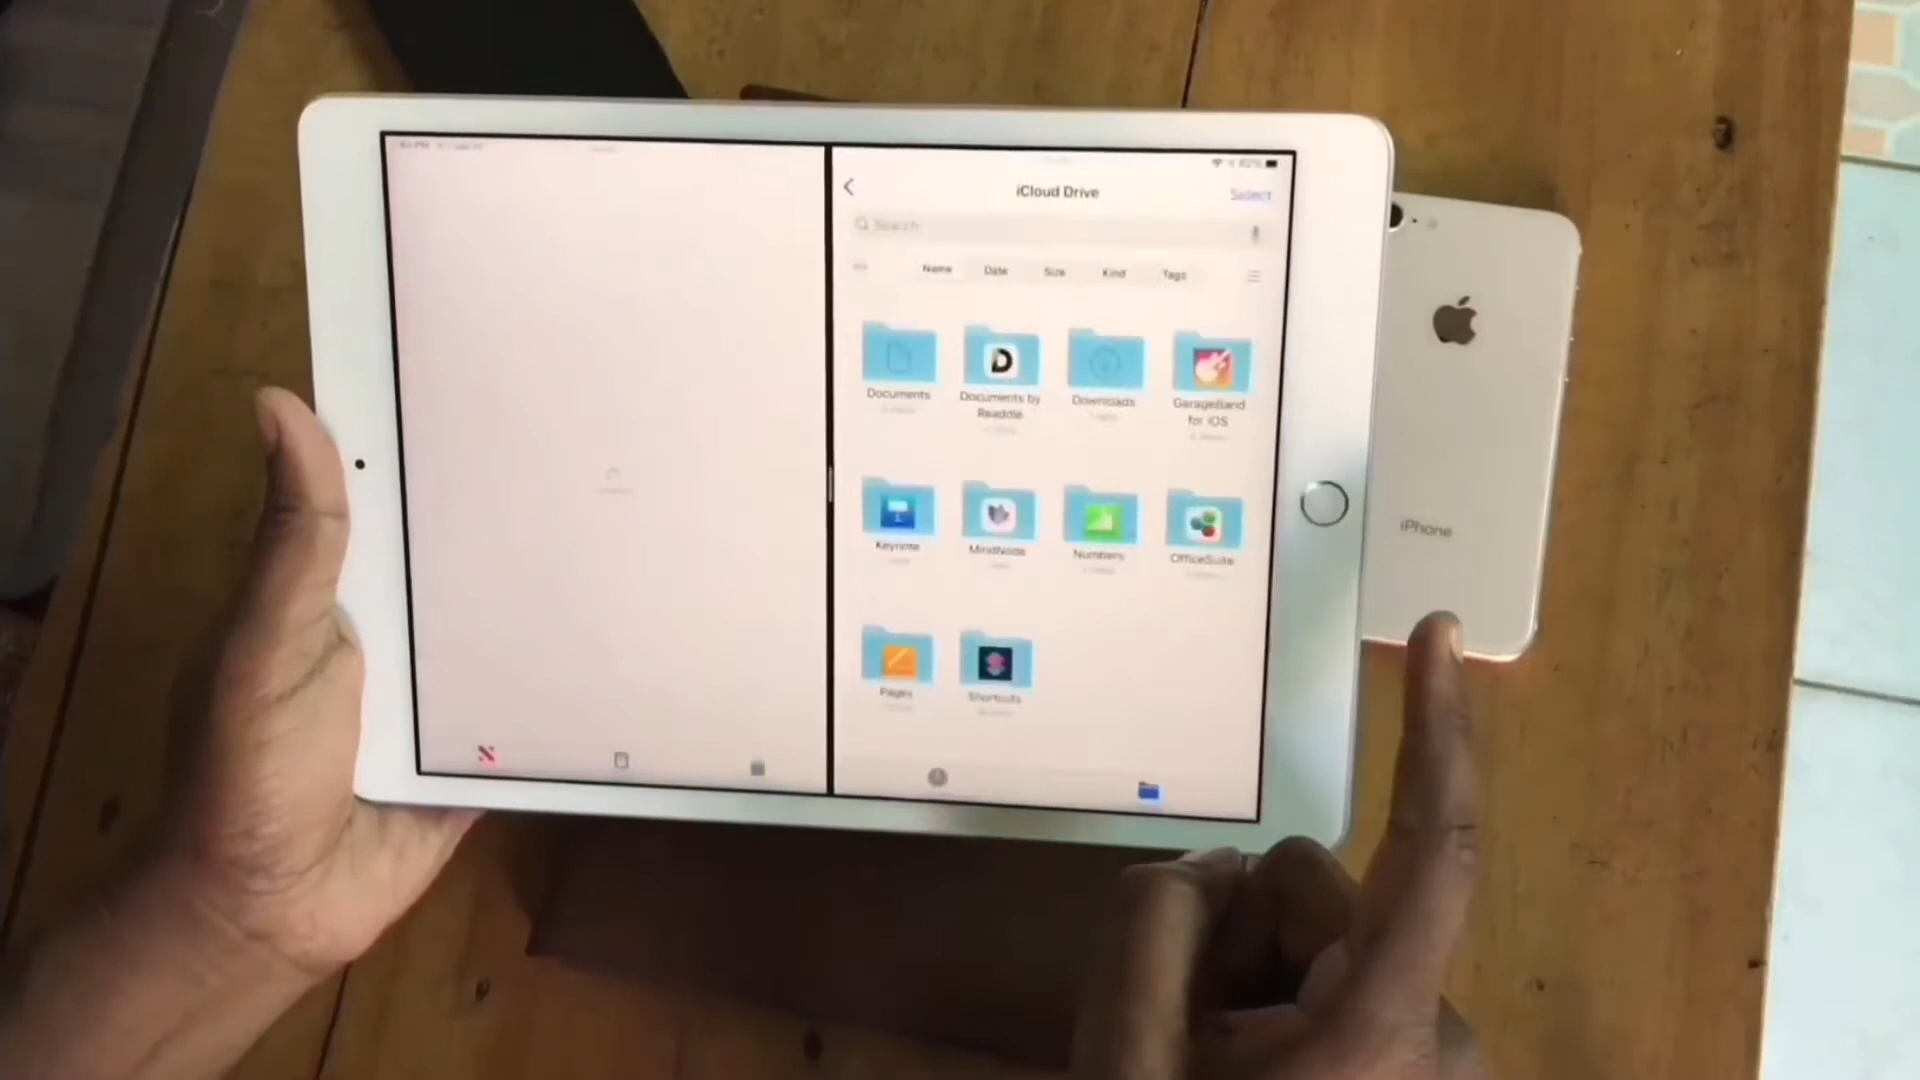 iCloud Drive
Select
Search
Name Date Size Kind Tags
Documents
Documents by
Readdle
Downloads
GarageBand
for iOS
Keynote
MindNode
Numbers
OfficeSuite
Pages
Shortcuts
iPhone